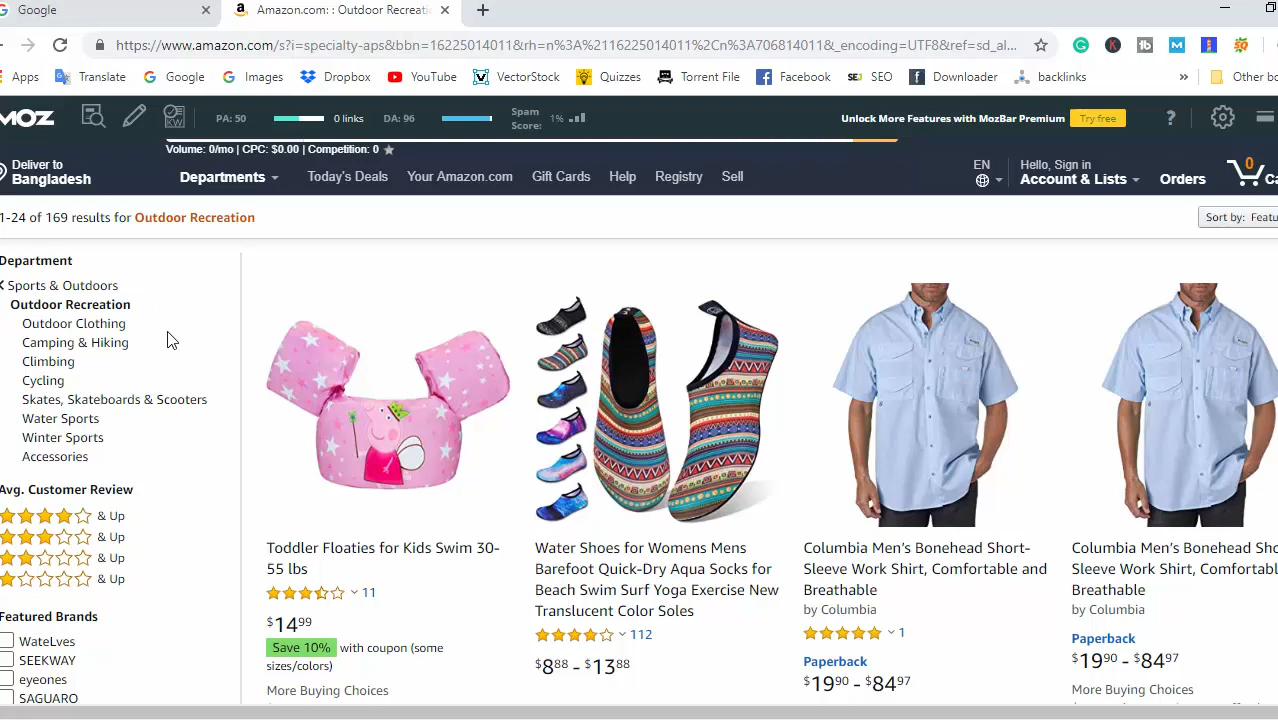 Google
Amazon.com: : Outdoor Recreati
https://www.amazon.com/s?i=specialty-aps&bbn=16225014011&rh=n%3A%2116225014011%2Cn%3A706814011&_encoding=UTF8&ref=sd_al...
Apps Translate Google Images Dropbox YouTube VectorStock Quizzes Torrent File Facebook SEO Downloader backlinks » Other bo
MOZ KW PA: 50 0 links DA: 96 Spam Score: 1% Unlock More Features with MozBar Premium Try free ?
Volume: 0/mo | CPC: $0.00 | Competition: 0
Deliver to
Bangladesh
Departments Today's Deals Your Amazon.com Gift Cards Help Registry Sell
EN
Hello, Sign in
Account & Lists
Orders
0
Ca
1-24 of 169 results for Outdoor Recreation
Sort by: Featu
Department
Sports & Outdoors
Outdoor Recreation
Outdoor Clothing
Camping & Hiking
Climbing
Cycling
Skates, Skateboards & Scooters
Water Sports
Winter Sports
Accessories
Avg. Customer Review
& Up
& Up
& Up
& Up
Featured Brands
WateLves
SEEKWAY
eyeones
SAGUARO
Toddler Floaties for Kids Swim 30-
55 lbs
11
$14 99
Save 10% with coupon (some
sizes/colors)
More Buying Choices
Water Shoes for Womens Mens
Barefoot Quick-Dry Aqua Socks for
Beach Swim Surf Yoga Exercise New
Translucent Color Soles
112
$8 88 - $13 88
Columbia Men's Bonehead Short-
Sleeve Work Shirt, Comfortable and
Breathable
by Columbia
1
Paperback
$19 90 - $84 97
Columbia Men's Bonehead Sho
Sleeve Work Shirt, Comfortabl
Breathable
by Columbia
Paperback
$19 90 - $84 97
More Buying Choices